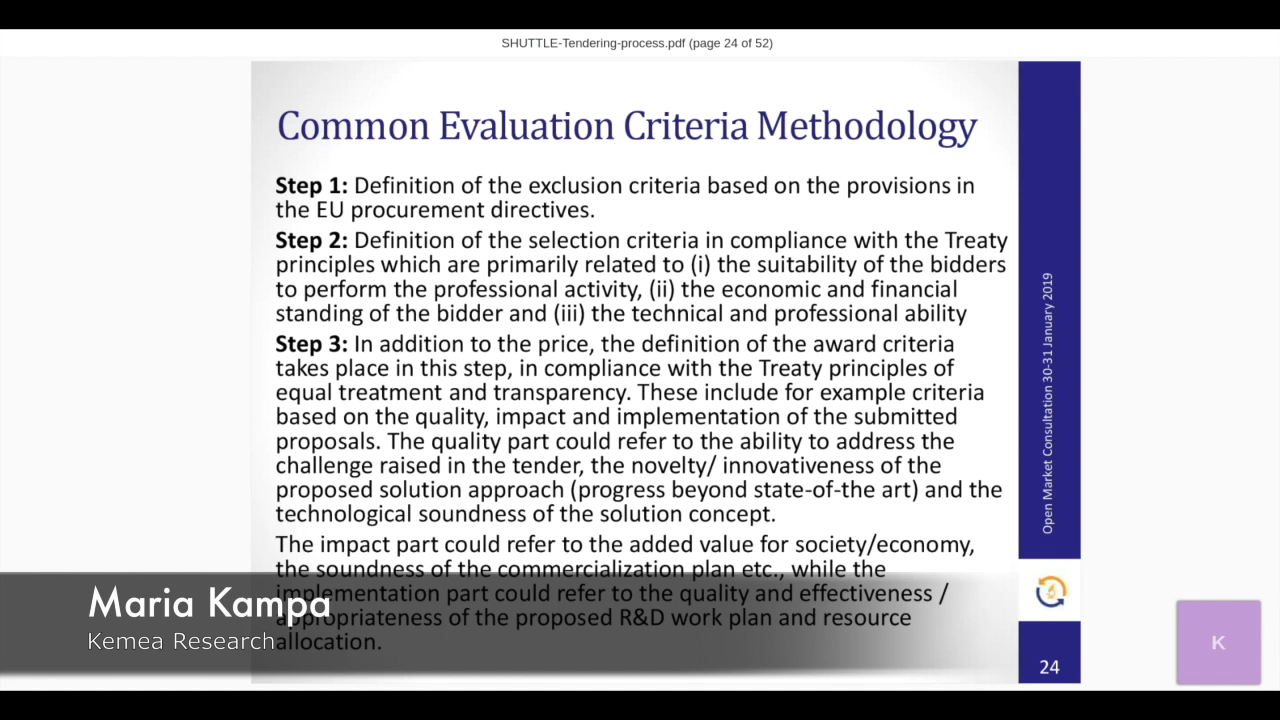 SHUTTLE-Tendering-process.pdf (page 24 of 52)
Common Evaluation Criteria Methodology
Step 1: Definition of the exclusion criteria based on the provisions in
the EU procurement directives.
Step 2: Definition of the selection criteria in compliance with the Treaty
principles which are primarily related to (i) the suitability of the bidders
to perform the professional activity, (ii) the economic and financial
standing of the bidder and (iii) the technical and professional ability
Step 3: In addition to the price, the definition of the award criteria
takes place in this step, in compliance with the Treaty principles of
equal treatment and transparency. These include for example criteria
based on the quality, impact and implementation of the submitted
proposals. The quality part could refer to the ability to address the
challenge raised in the tender, the novelty/ innovativeness of the
proposed solution approach (progress beyond state-of-the art) and the
technological soundness of the solution concept.
The impact part could refer to the added value for society/economy,
the soundness of the commercialization plan etc., while the
implementation part could refer to the quality and effectiveness /
appropriateness of the proposed R&D work plan and resource
allocation.
Open Market Consultation 30-31 January 2019
24
Maria Kampa
Kemea Research
K